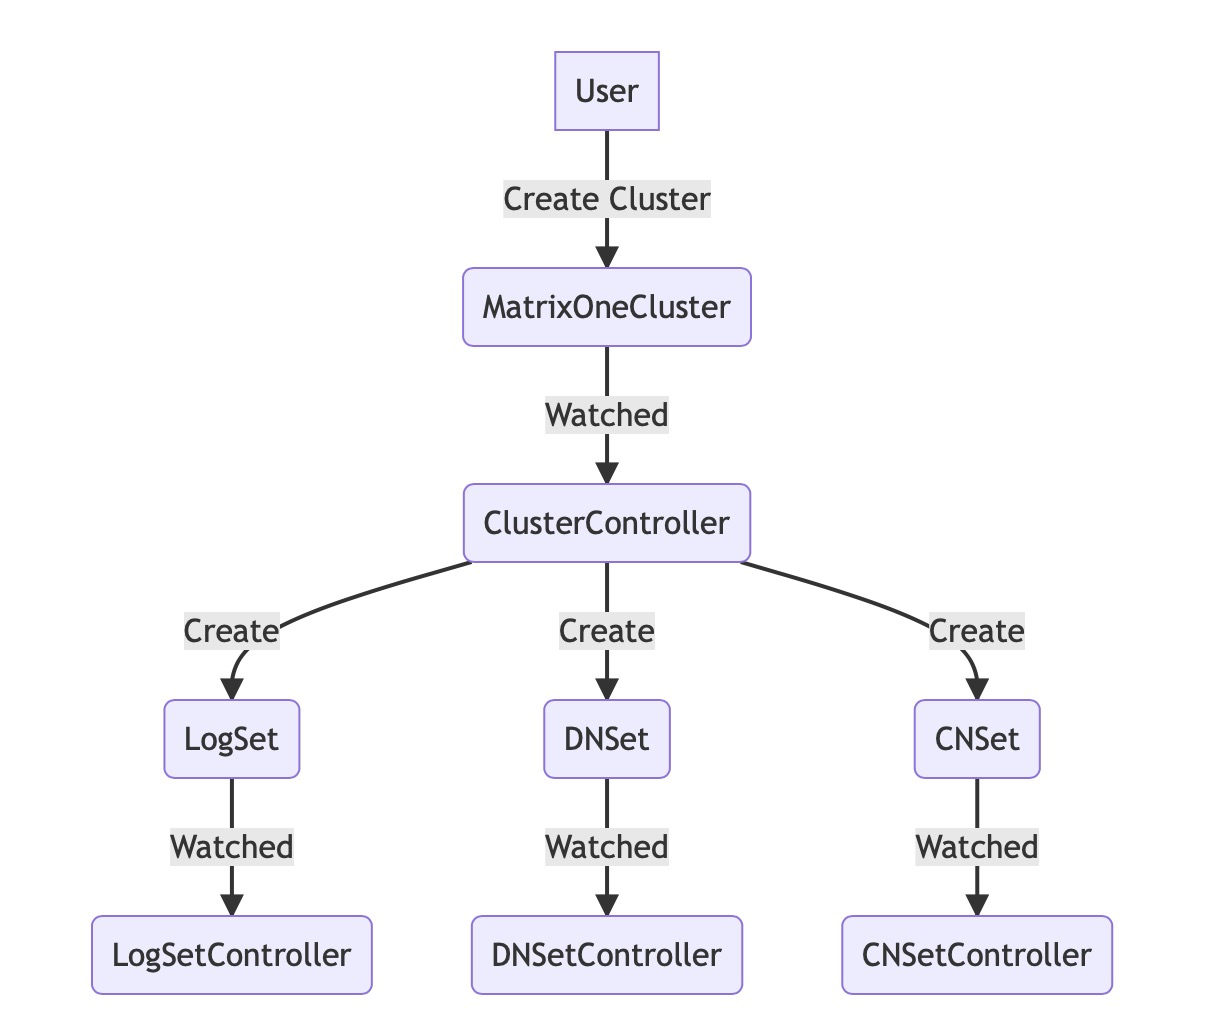 User
Create Cluster
MatrixOneCluster
Watched
ClusterController
Create
Create
Create
LogSet
DNSet
CNSet
Watched
Watched
Watched
LogSetController
DNSetController
CNSetController